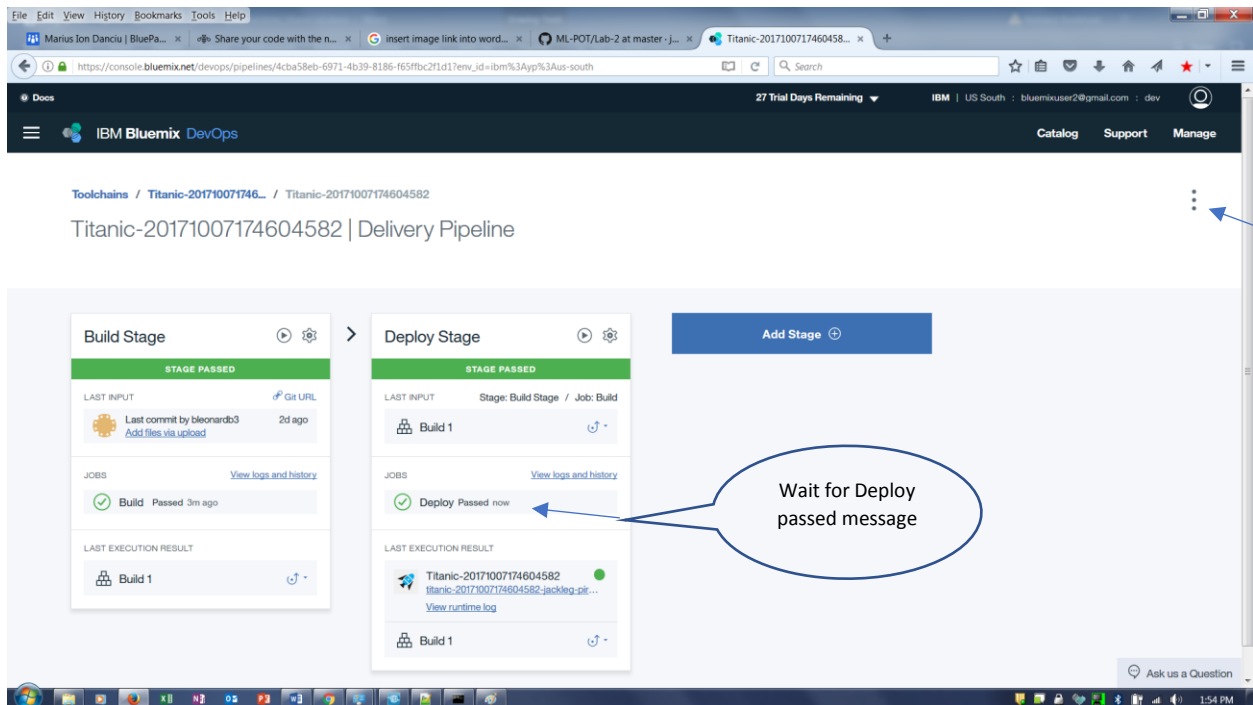 File Edit View History Bookmarks Tools Help
Marius Ion Danciu | BluePa... × Share your code with the n... × insert image link into word... × ML-POT/Lab-2 at master · j... × Titanic-2017100717460458... × +
https://console.bluemix.net/devops/pipelines/4cba58eb-6971-4b39-8186-f65ffbc2f1d1?env_id=ibm%3Ayp%3Aus-south Search
Docs 27 Trial Days Remaining IBM | US South : bluemixuser2@gmail.com : dev
IBM Bluemix DevOps Catalog Support Manage
Toolchains / Titanic-201710071746... / Titanic-20171007174604582
Titanic-20171007174604582 | Delivery Pipeline
Build Stage
STAGE PASSED
LAST INPUT Git URL
Last commit by bleonardb3 2d ago
Add files via upload
JOBS View logs and history
Build Passed 3m ago
LAST EXECUTION RESULT
Build 1
Deploy Stage
STAGE PASSED
LAST INPUT Stage: Build Stage / Job: Build
Build 1
JOBS View logs and history
Deploy Passed now
LAST EXECUTION RESULT
Titanic-20171007174604582
titanic-20171007174604582-jackleg-pir...
View runtime log
Build 1
Add Stage
Wait for Deploy
passed message
Ask us a Question
1:54 PM